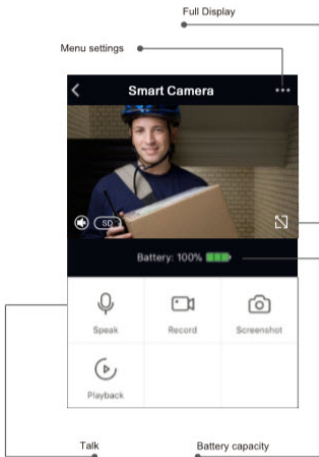 Full Display
Menu settings
Smart Camera
SD
Battery: 100%
Speak
Record
Screenshot
Playback
Talk
Battery capacity